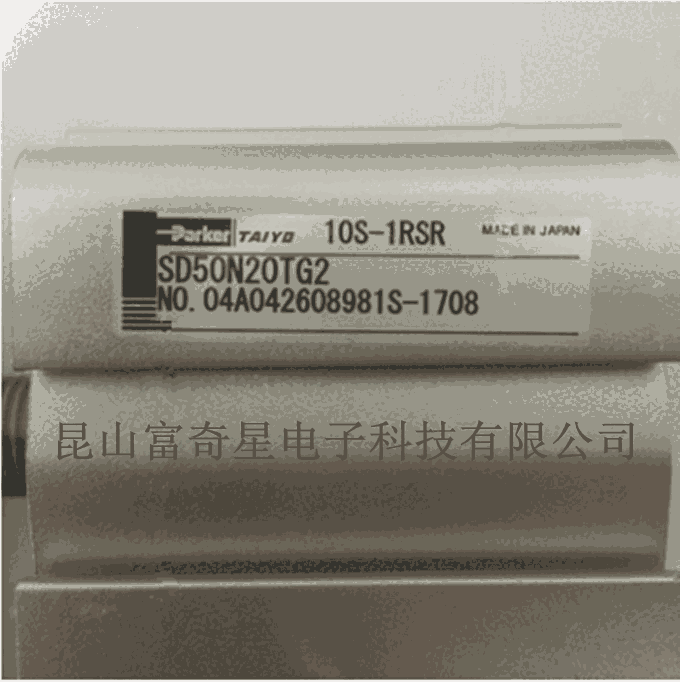 Parker TAIYO 10S-1RSR MADE IN JAPAN
SD50N20TG2
NO. 04A042608981S-1708
昆山富奇星电子科技有限公司